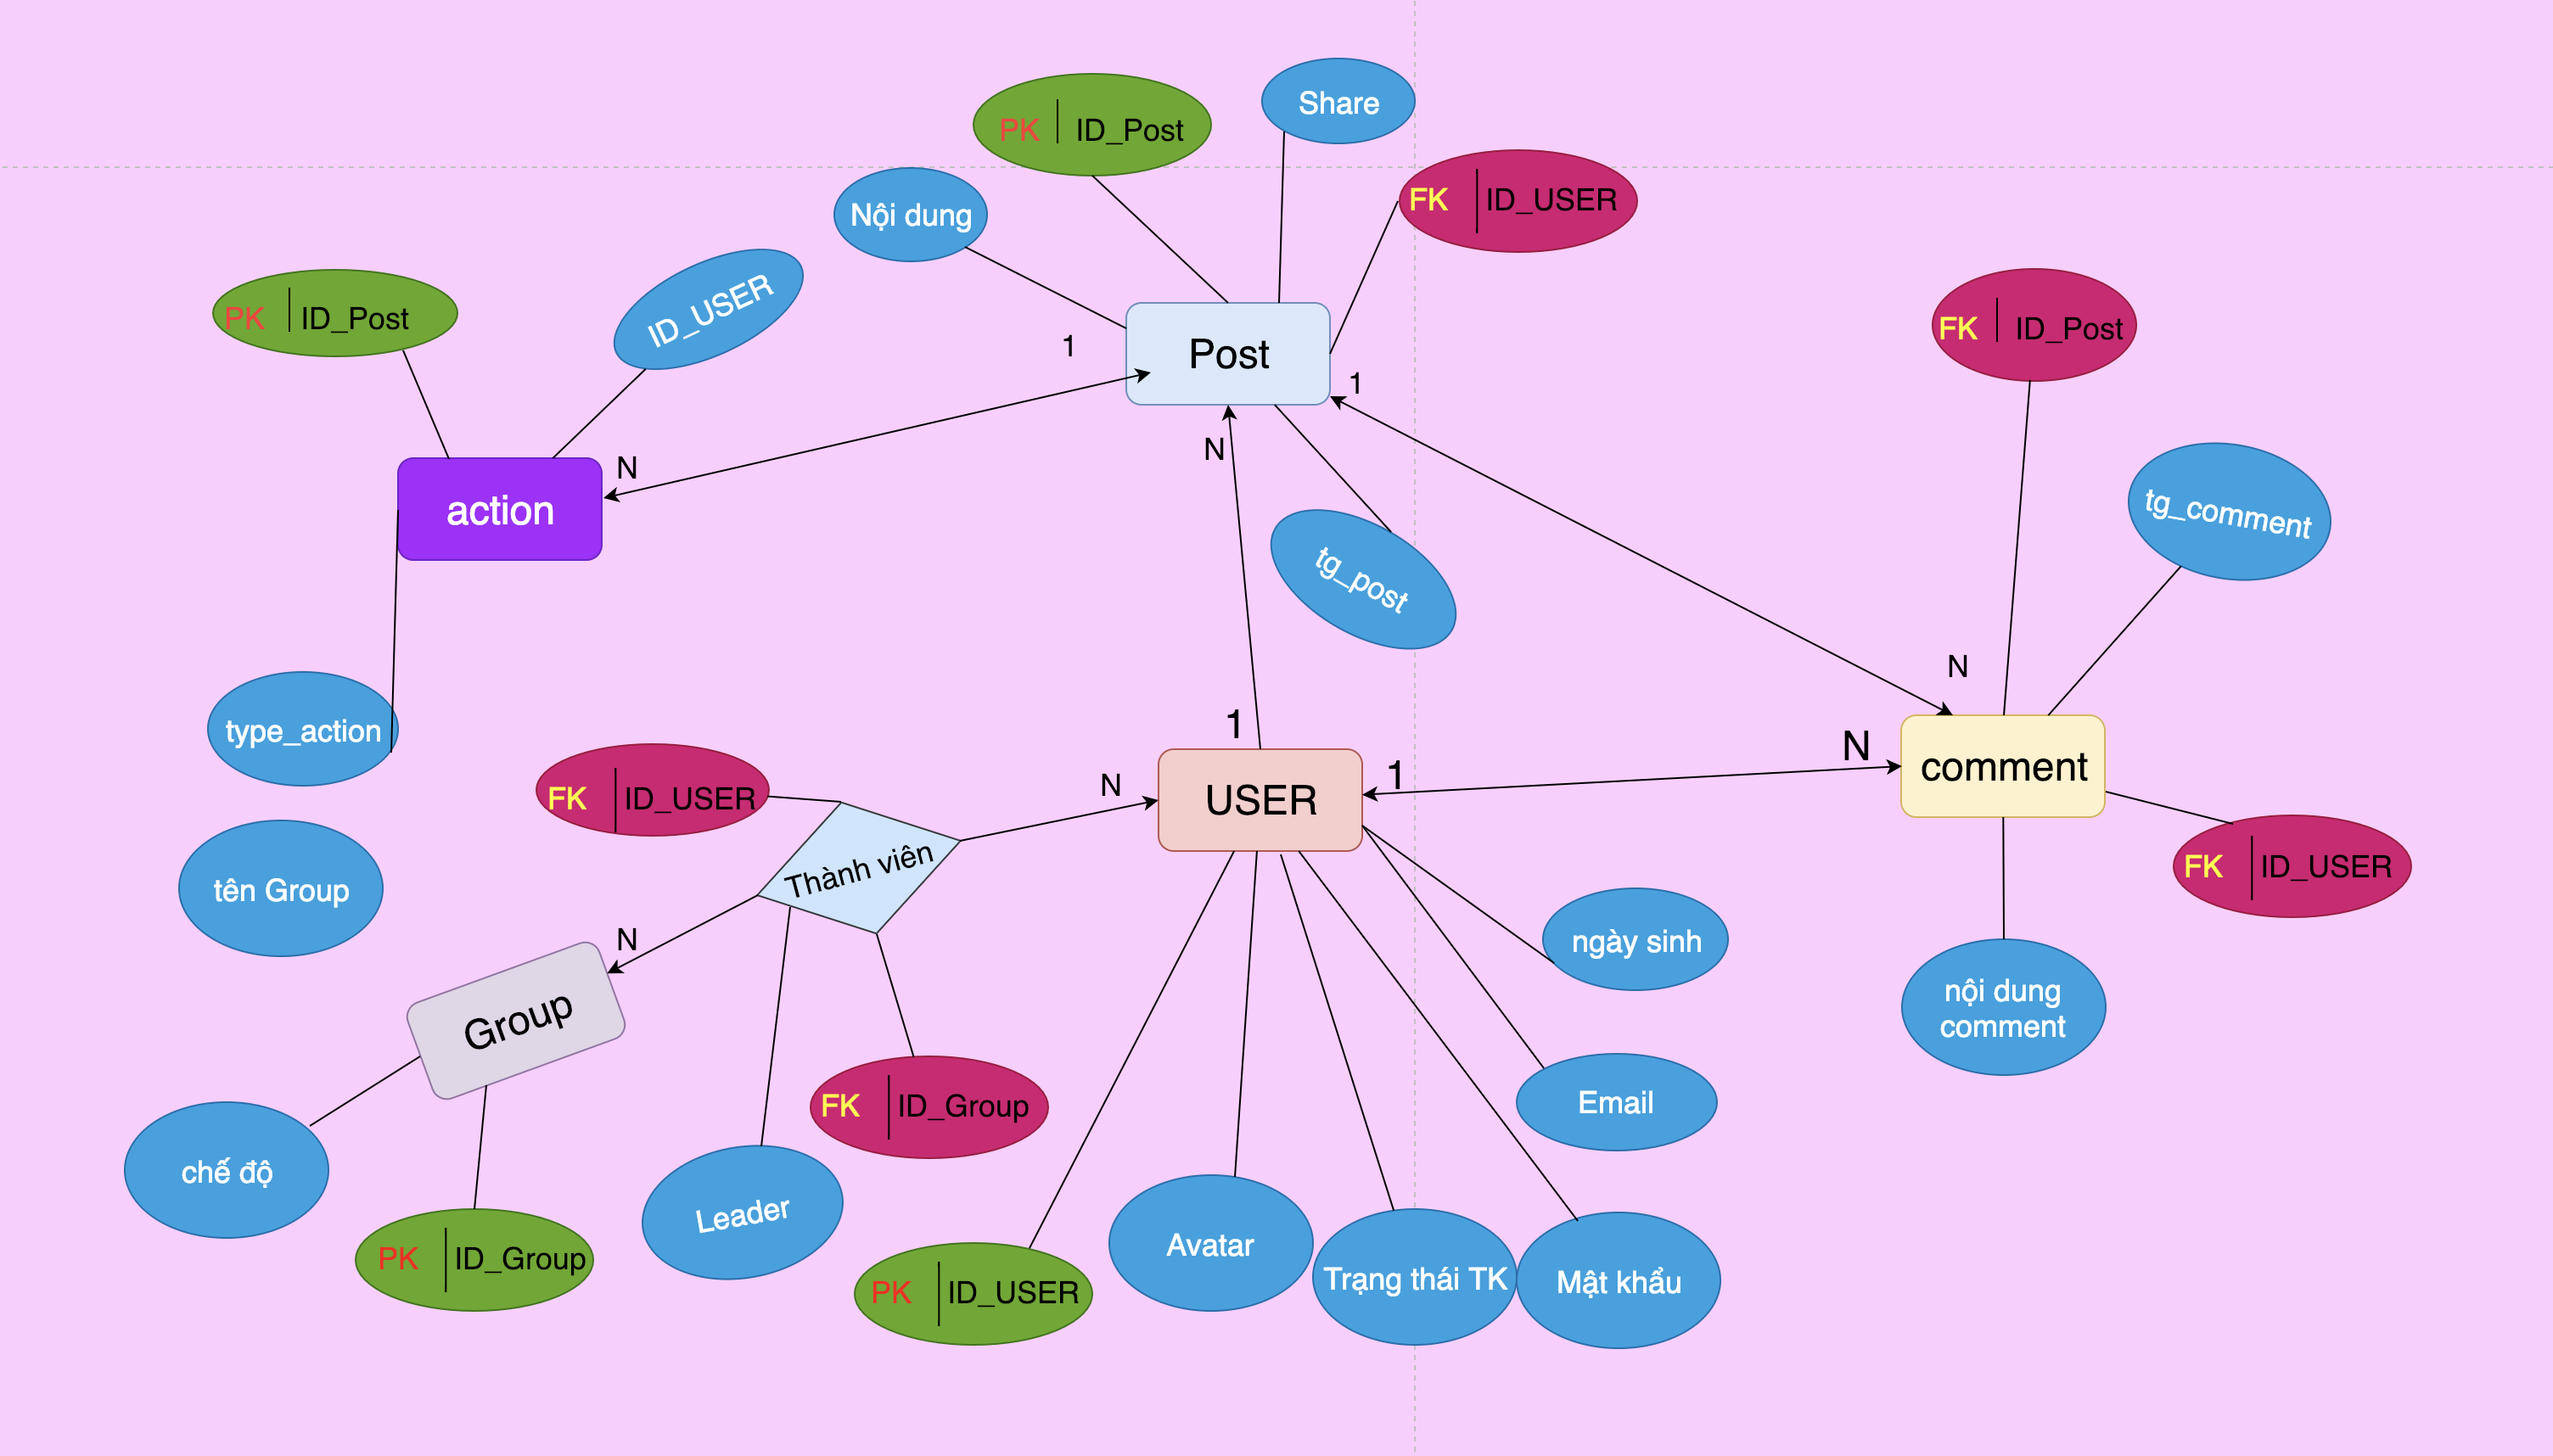 Share
PK ID_Post
FK ID_USER
Nội dung
PK ID_Post
ID_USER
FK ID_Post
1
Post
1
N
N
action
tg_comment
tg_post
N
1
type_action
N
1
N
comment
FK ID_USER
USER
Thành viên
FK ID_USER
tên Group
N
ngày sinh
Group
nội dung
comment
FK ID_Group
Email
chế độ
Leader
PK ID_Group
PK ID_USER
Avatar
Trạng thái TK
Mật khẩu